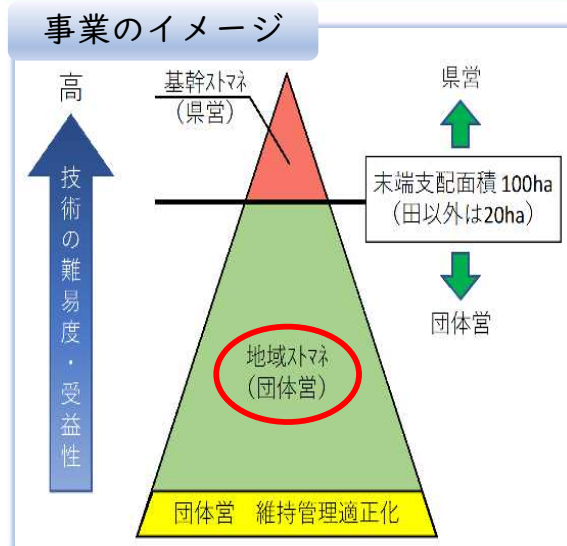 事業のイメージ
高
技術の難易度・受益性
基幹ｽﾄﾏﾈ
（県営）
県営
末端支配面積 100ha
（田以外は20ha）
団体営
地域ｽﾄﾏﾈ
（団体営）
団体営　維持管理適正化